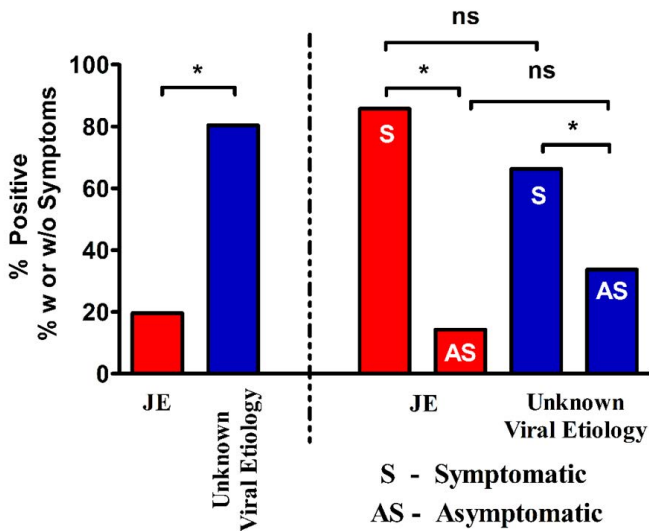 ns
*
*
ns
*
% Positive
% w or w/o Symptoms
100
80
60
40
20
0
S
AS
S
AS
JE
Unknown
Viral Etiology
JE
Unknown
Viral Etiology
S - Symptomatic
AS - Asymptomatic